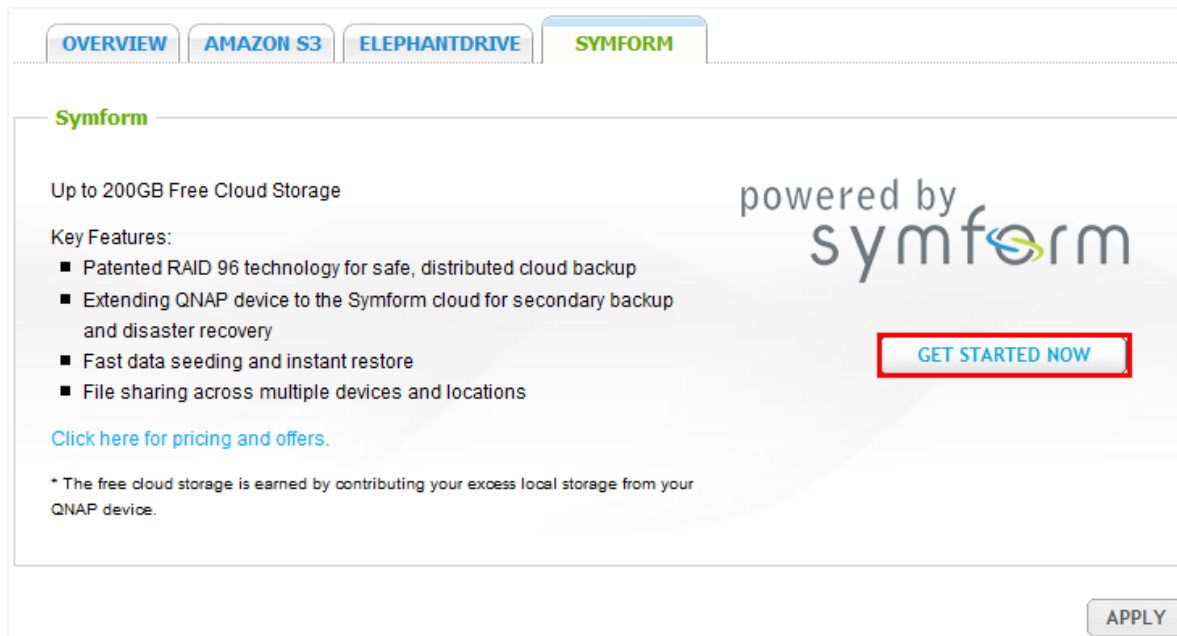 OVERVIEW AMAZON S3 ELEPHANTDRIVE SYMFORM
Symform
Up to 200GB Free Cloud Storage
Key Features:
Patented RAID 96 technology for safe, distributed cloud backup
Extending QNAP device to the Symform cloud for secondary backup
and disaster recovery
Fast data seeding and instant restore
File sharing across multiple devices and locations
Click here for pricing and offers.
* The free cloud storage is earned by contributing your excess local storage from your
QNAP device.
powered by
symform
GET STARTED NOW
APPLY